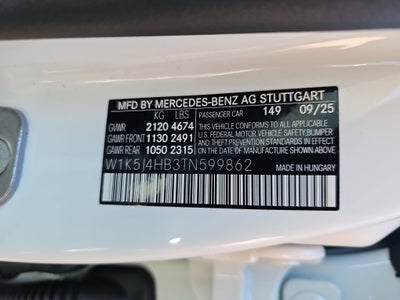 MFD BY MERCEDES-BENZ AG STUTTGART
KG LBS PASSENGER CAR 149 09/25
GVWR 2120 4674 THIS VEHICLE CONFORMS TO ALL APPLICABLE
GAWR FRONT 1130 2491 U.S. FEDERAL MOTOR VEHICLE SAFETY, BUMPER AND
GAWR REAR 1050 2315 THEFT PREVENTION STANDARDS IN EFFECT ON THE DATE OF MANUFACTURE SHOWN ABOVE.
W1K5J4HB3TN599862
MADE IN HUNGARY